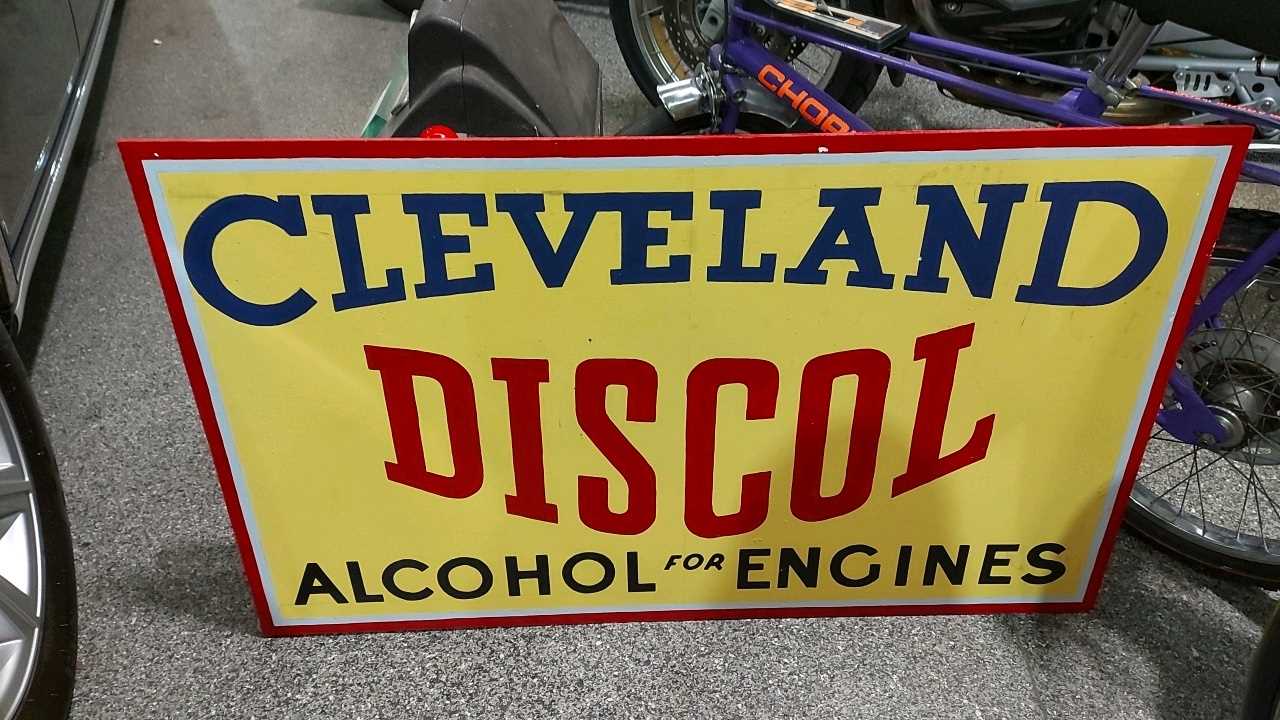 CLEVELAND
DISCOL
ALCOHOL FOR ENGINES